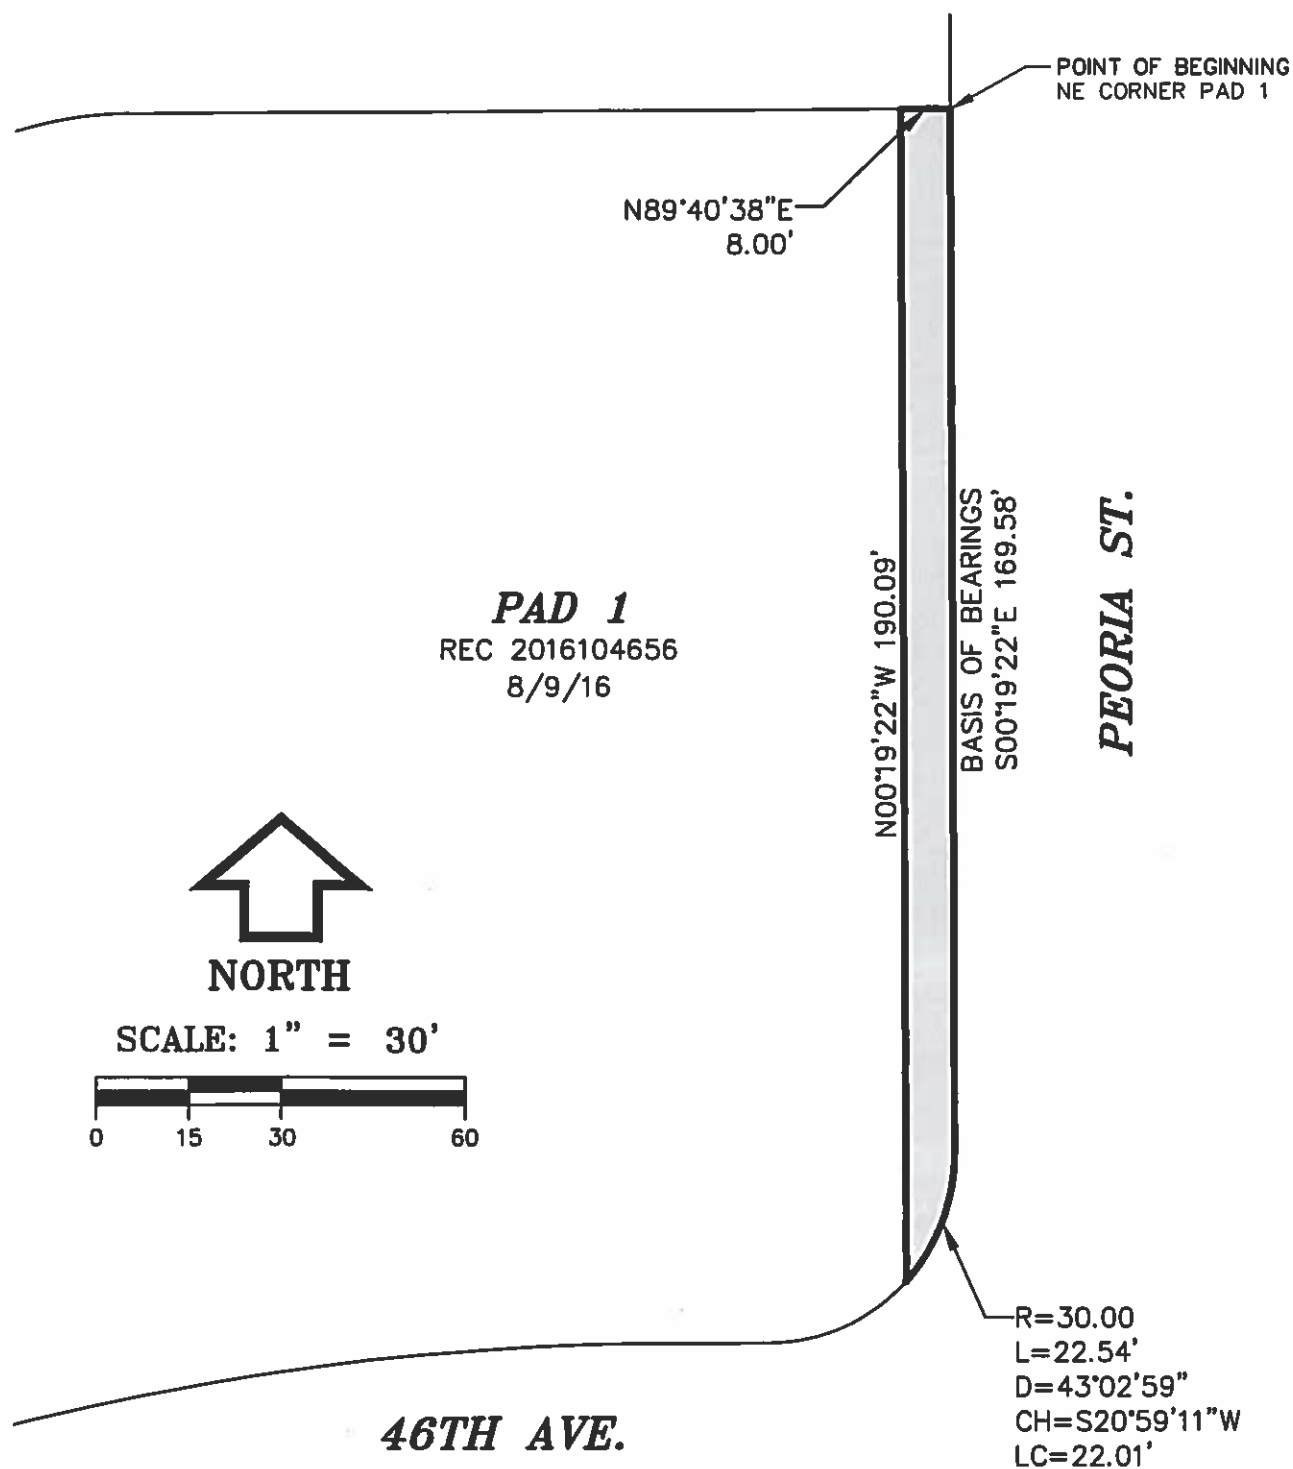 POINT OF BEGINNING
NE CORNER PAD 1
N89°40'38"E
8.00'
N00°19'22"W 190.09'
BASIS OF BEARINGS
S00°19'22"E 169.58'
PEORIA ST.
PAD 1
REC 2016104656
8/9/16
NORTH
SCALE: 1" = 30'
0 15 30 60
R=30.00
L=22.54'
D=43°02'59"
CH=S20°59'11"W
LC=22.01'
46TH AVE.